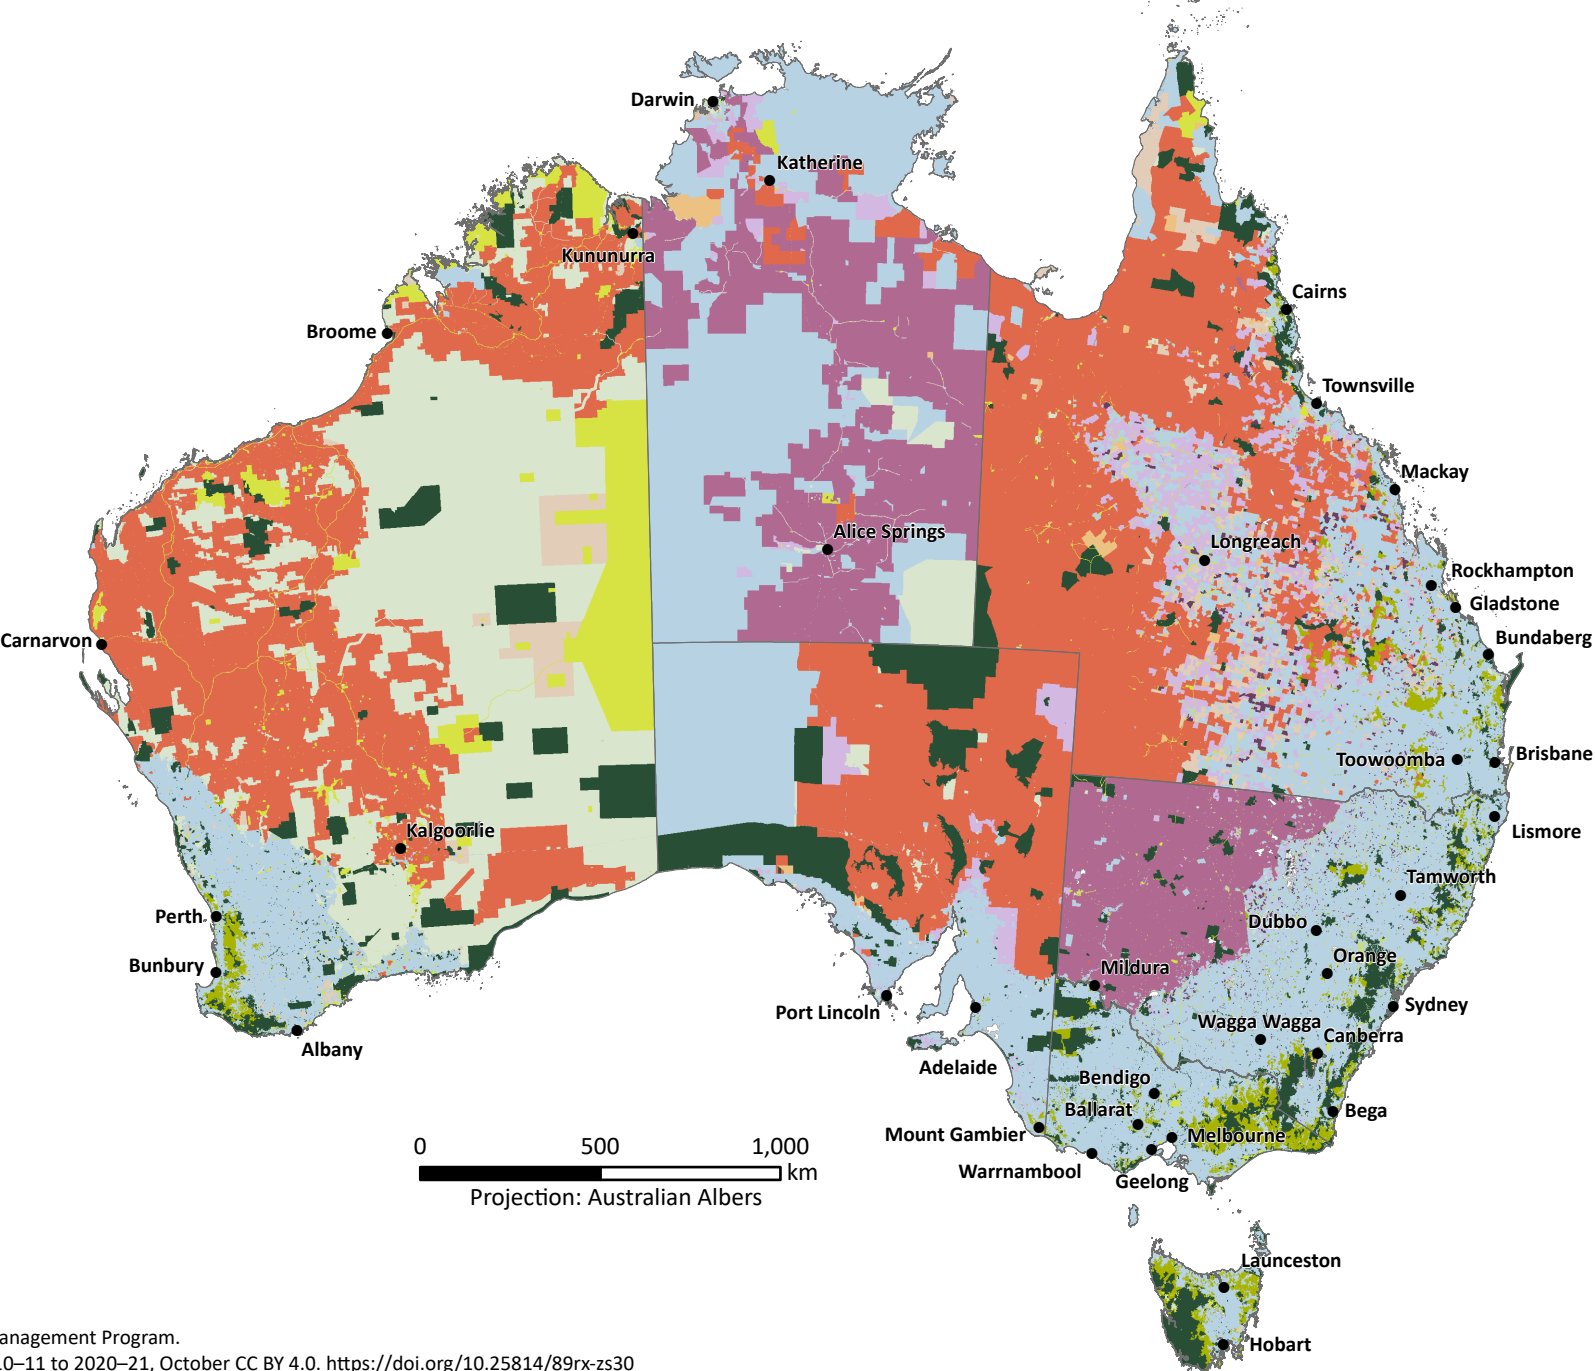 Darwin
Katherine
Kununurra
Cairns
Broome
Townsville
Mackay
Alice Springs
Longreach
Rockhampton
Gladstone
Carnarvon
Bundaberg
Toowoomba
Brisbane
Kalgoorlie
Lismore
Tamworth
Perth
Dubbo
Orange
Bunbury
Mildura
Port Lincoln
Sydney
Wagga Wagga
Canberra
Albany
Adelaide
Bendigo
Ballarat
Bega
Mount Gambier
Melbourne
0 500 1,000
km
Warrnambool
Geelong
Projection: Australian Albers
Launceston
anagement Program.
Hobart
10–11 to 2020–21, October CC BY 4.0. https://doi.org/10.25814/89rx-zs30